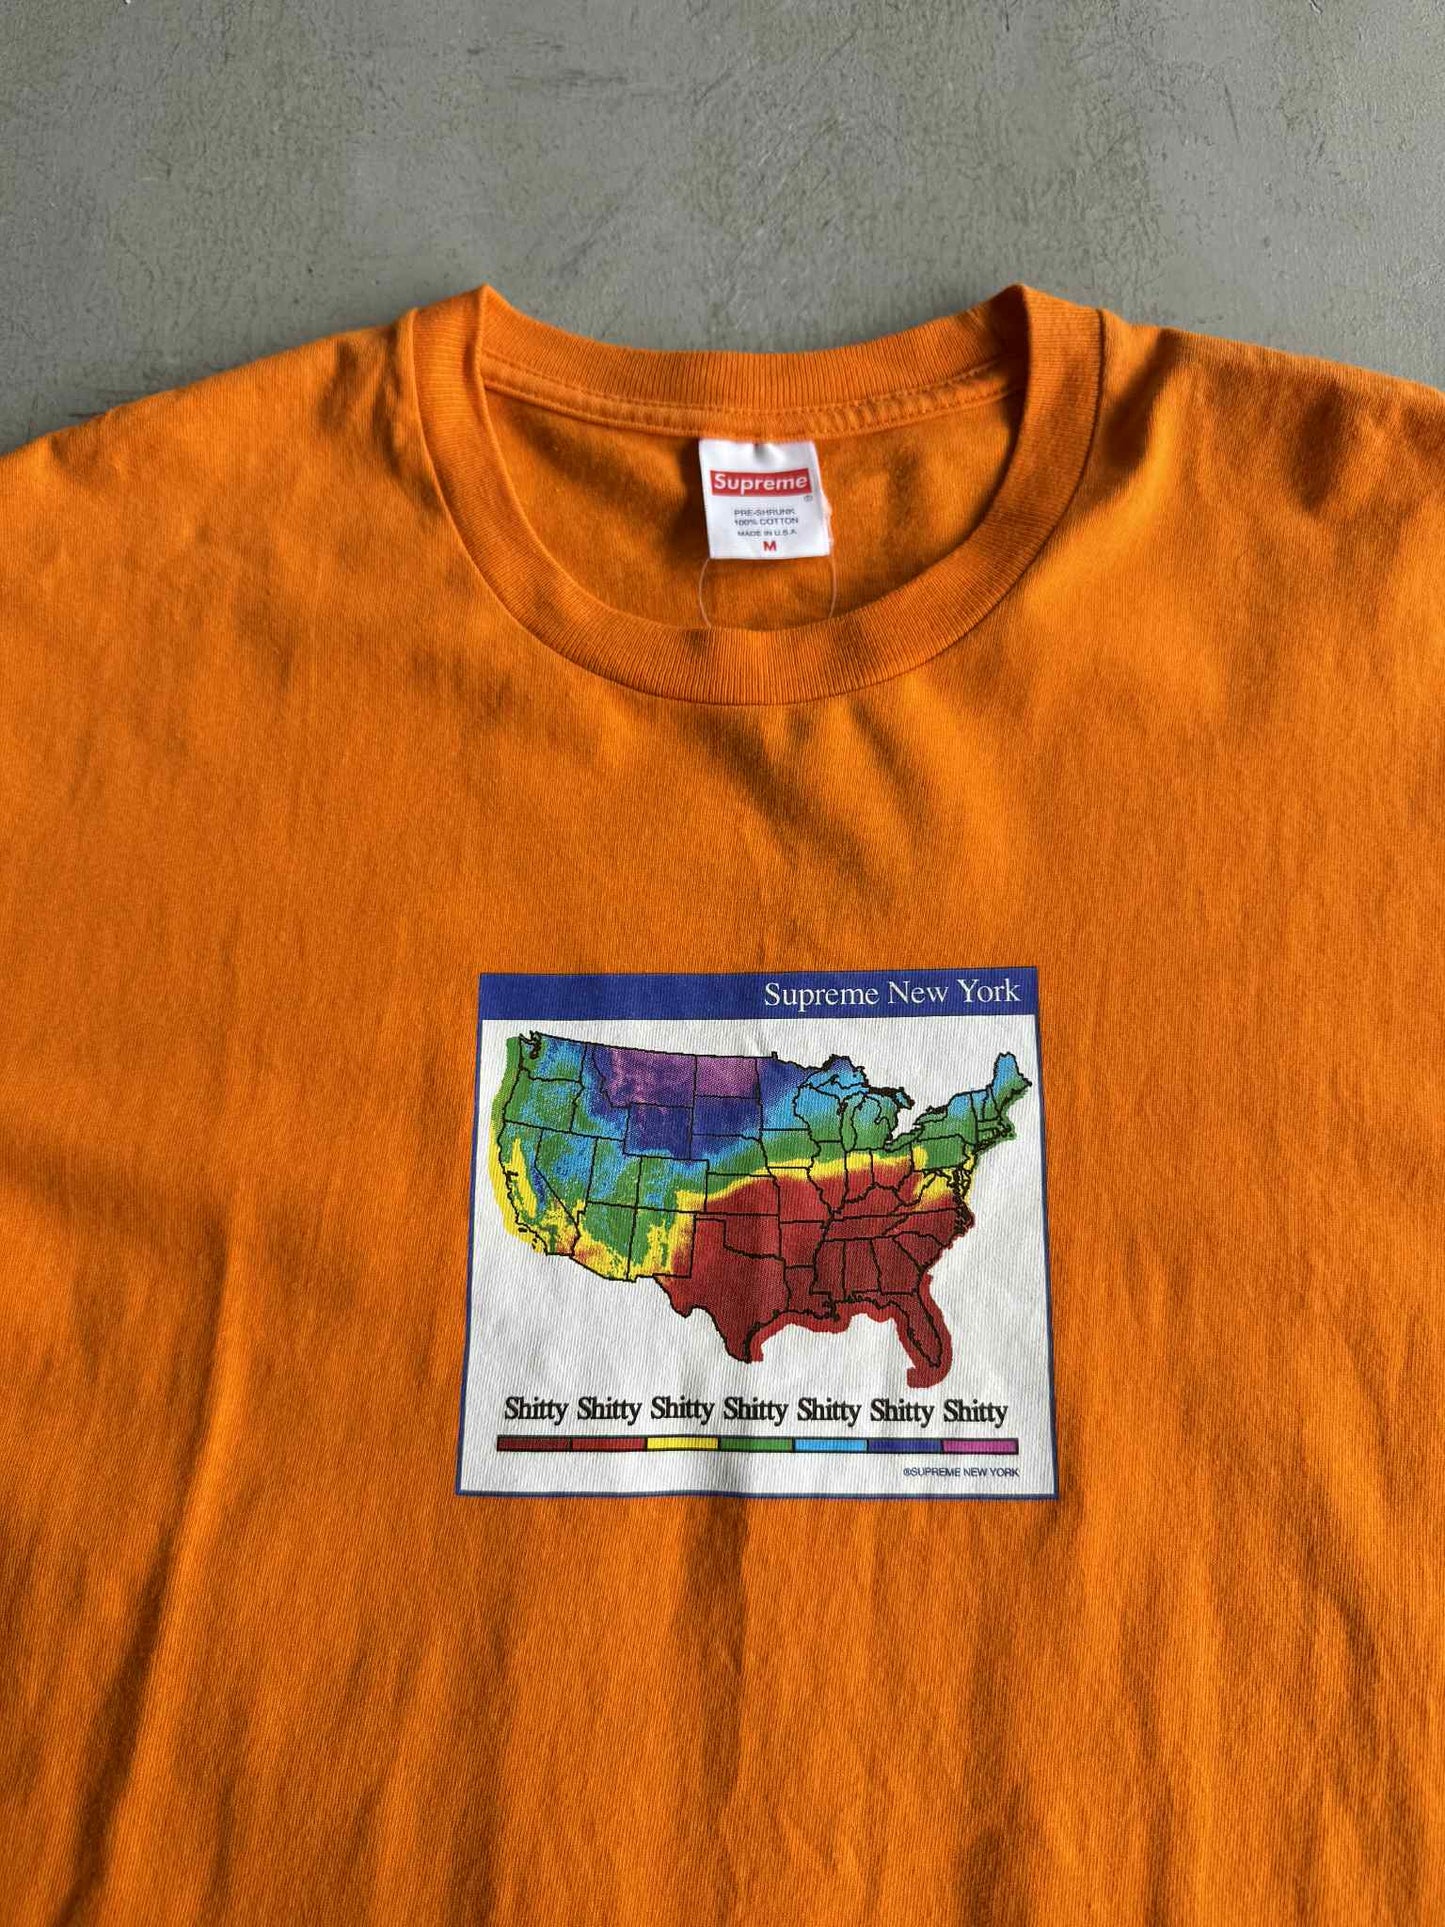 Supreme
®
PRE-SHRUNK
100% COTTON
MADE IN U.S.A.
M
Supreme New York
Shitty Shitty Shitty Shitty Shitty Shitty Shitty
®SUPREME NEW YORK